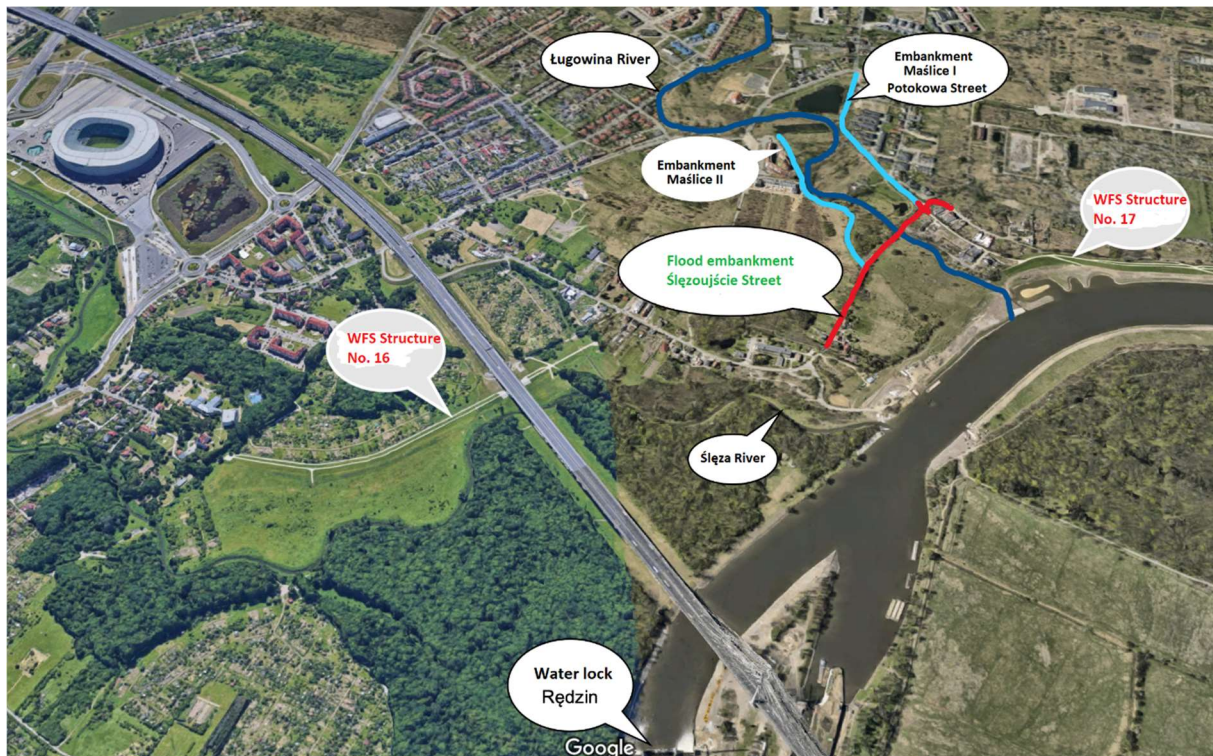 Ługowina River
Embankment
Maślice I
Potokowa Street
Embankment
Maślice II
WFS Structure
No. 17
Flood embankment
Ślęzoujście Street
WFS Structure
No. 16
Ślęza River
Water lock
Rędzin
Google